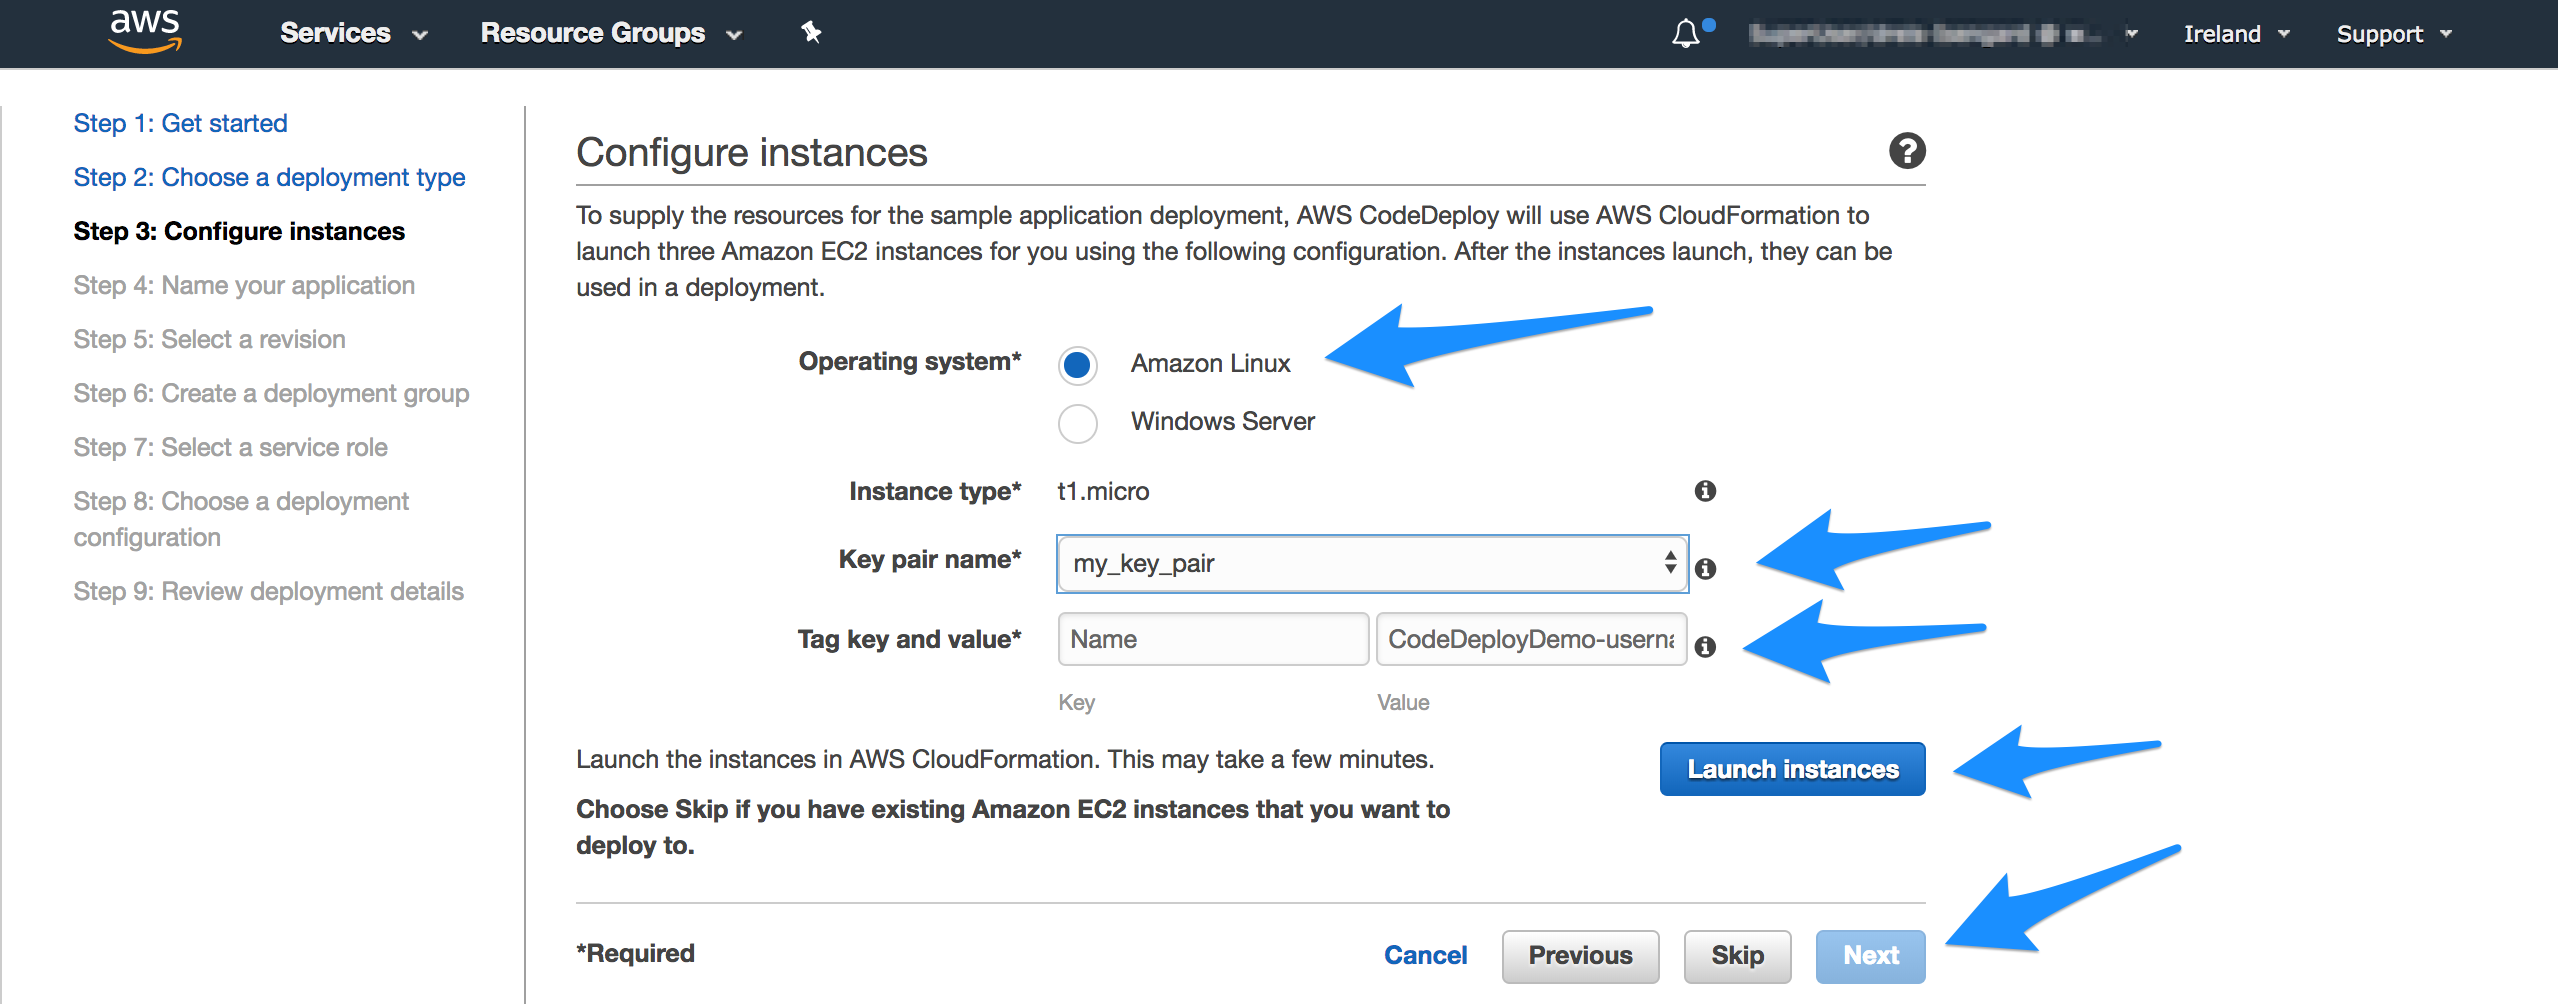 aws
Services
Resource Groups
Ireland
Support
Step 1: Get started
Step 2: Choose a deployment type
Step 3: Configure instances
Step 4: Name your application
Step 5: Select a revision
Step 6: Create a deployment group
Step 7: Select a service role
Step 8: Choose a deployment
configuration
Step 9: Review deployment details
Configure instances
To supply the resources for the sample application deployment, AWS CodeDeploy will use AWS CloudFormation to
launch three Amazon EC2 instances for you using the following configuration. After the instances launch, they can be
used in a deployment.
Operating system*
Amazon Linux
Windows Server
Instance type*
t1.micro
Key pair name*
my_key_pair
Tag key and value*
Name
CodeDeployDemo-userna
Key
Value
Launch the instances in AWS CloudFormation. This may take a few minutes.
Launch instances
Choose Skip if you have existing Amazon EC2 instances that you want to
deploy to.
*Required
Cancel
Previous
Skip
Next